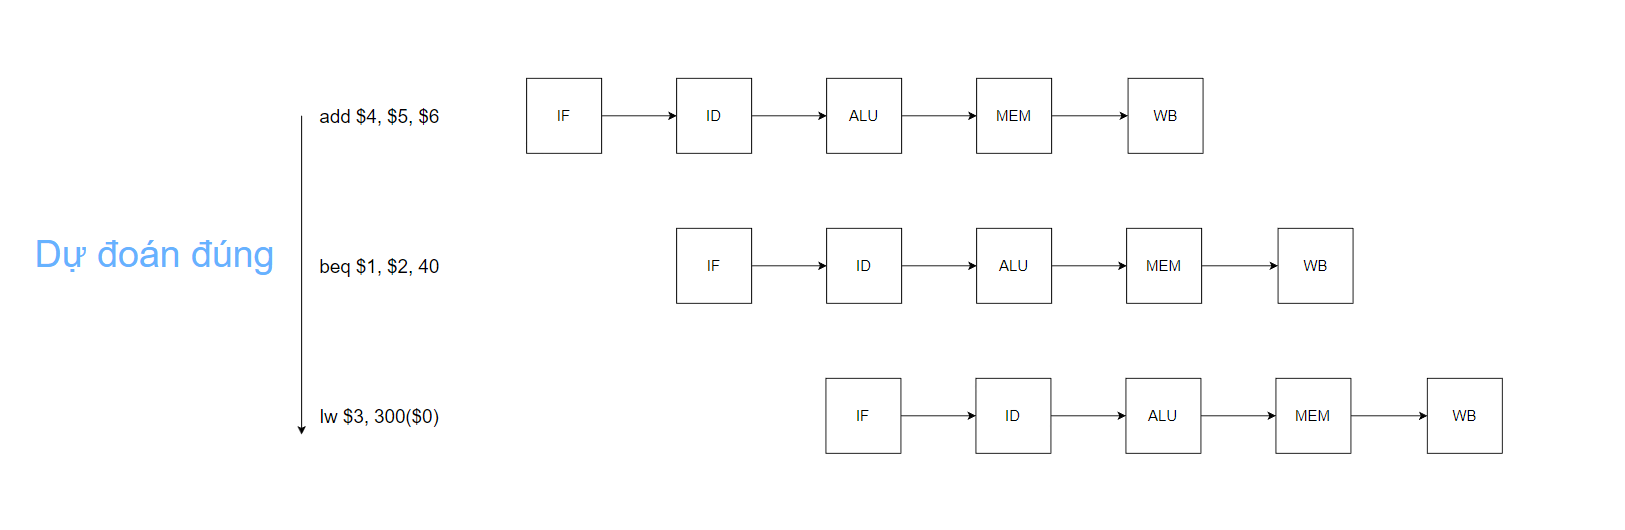 add $4, $5, $6
IF ID ALU MEM WB
Dự đoán đúng
beq $1, $2, 40
IF ID ALU MEM WB
lw $3, 300($0)
IF ID ALU MEM WB